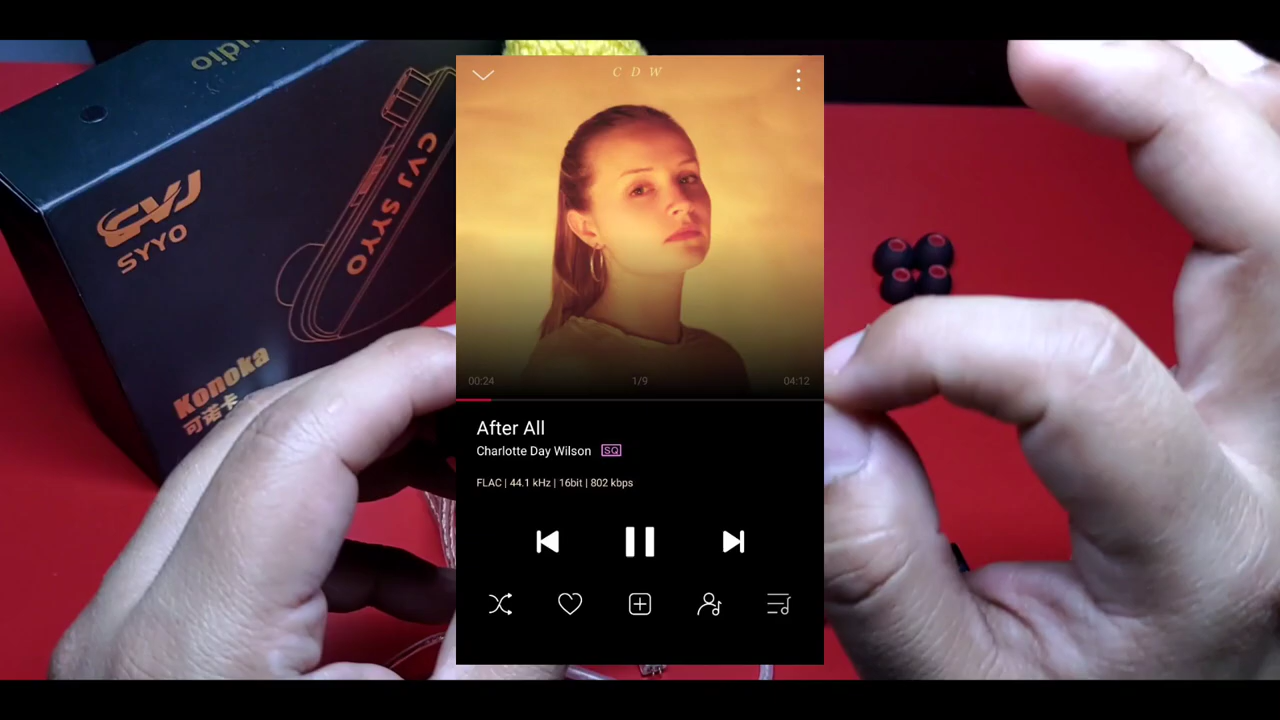 CVJ
SYYO
CVJ SYYO
Konoka
可诺卡
C D W
00:24
1/9
04:12
After All
Charlotte Day Wilson SQ
FLAC | 44.1 kHz | 16bit | 802 kbps